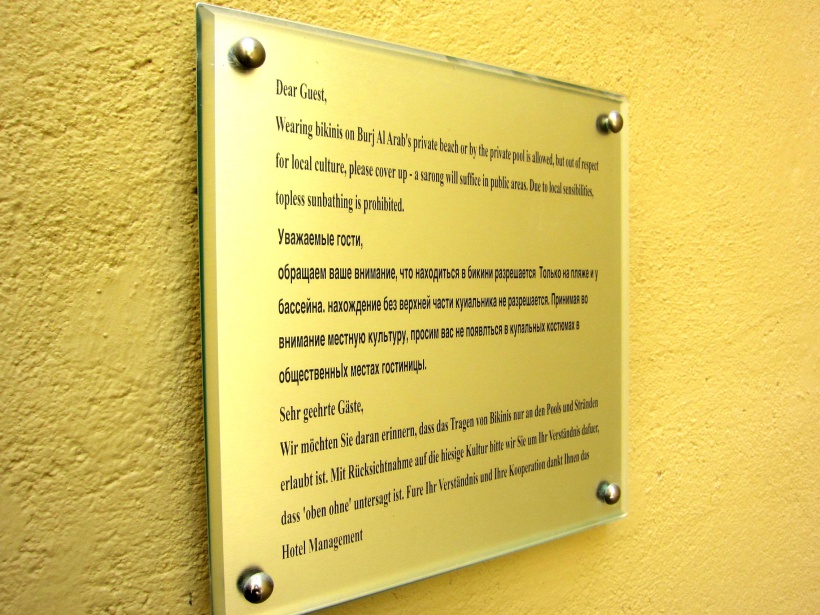 Dear Guest,
Wearing bikinis on Burj Al Arab's private beach or by the private pool is allowed, but out of respect
for local culture, please cover up - a sarong will suffice in public areas. Due to local sensibilities,
topless sunbathing is prohibited.
Уважаемые гости,
обращаем ваше внимание, что находиться в бикини разрешается Только на пляже и у
бассейна. нахождение без верхней части куиальника не разрешается. Принимая во
внимание местную культуру, просим вас не появлться в купальных костюмах в
общественных местах гостиницы.
Sehr geehrte Gäste,
Wir möchten Sie daran erinnern, dass das Tragen von Bikinis nur an den Pools und Stränden
erlaubt ist. Mit Rücksichtnahme auf die hiesige Kultur bitte wir Sie um Ihr Verständnis dafuer,
dass 'oben ohne' untersagt ist. Fure Ihr Verständnis und Ihre Kooperation dankt Ihnen das
Hotel Management